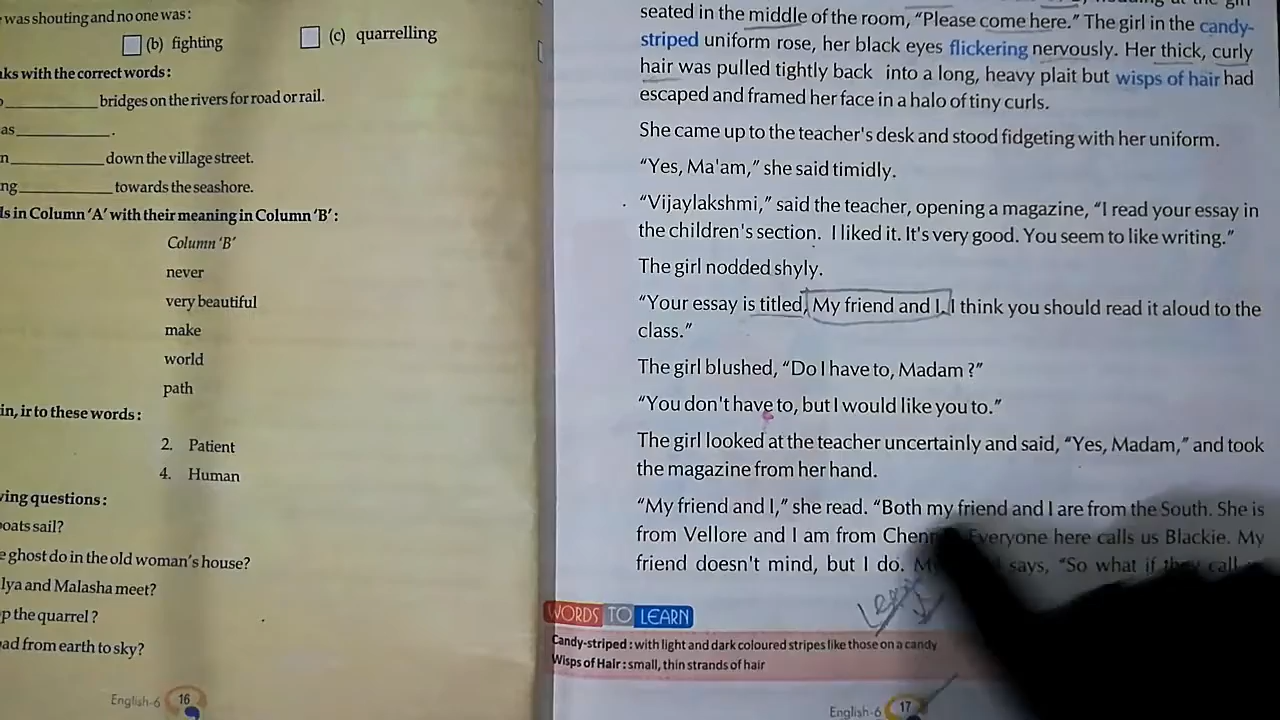 was shouting and no one was:
(b) fighting
(c) quarrelling
with the correct words:
bridges on the rivers for road or rail.
as ____________ .
____________ down the village street.
____________ towards the seashore.
in Column 'A' with their meaning in Column 'B':
Column 'B'
never
very beautiful
make
world
path
in, ir to these words:
2. Patient
4. Human
questions:
sail?
ghost do in the old woman's house?
and Malasha meet?
the quarrel?
from earth to sky?
English-6 16
seated in the middle of the room, "Please come here." The girl in the candy-
striped uniform rose, her black eyes flickering nervously. Her thick, curly
hair was pulled tightly back into a long, heavy plait but wisps of hair had
escaped and framed her face in a halo of tiny curls.
She came up to the teacher's desk and stood fidgeting with her uniform.
"Yes, Ma'am," she said timidly.
"Vijaylakshmi," said the teacher, opening a magazine, "I read your essay in
the children's section. I liked it. It's very good. You seem to like writing."
The girl nodded shyly.
"Your essay is titled, My friend and I. I think you should read it aloud to the
class."
The girl blushed, "Do I have to, Madam ?"
"You don't have to, but I would like you to."
The girl looked at the teacher uncertainly and said, "Yes, Madam," and took
the magazine from her hand.
"My friend and I," she read. "Both my friend and I are from the South. She is
from Vellore and I am from Everyone here calls us Blackie. My
friend doesn't mind, but I do. says, "So what if they call
WORDS TO LEARN
Candy-striped : with light and dark coloured stripes like those on a candy
Wisps of Hair : small, thin strands of hair
English-6 17